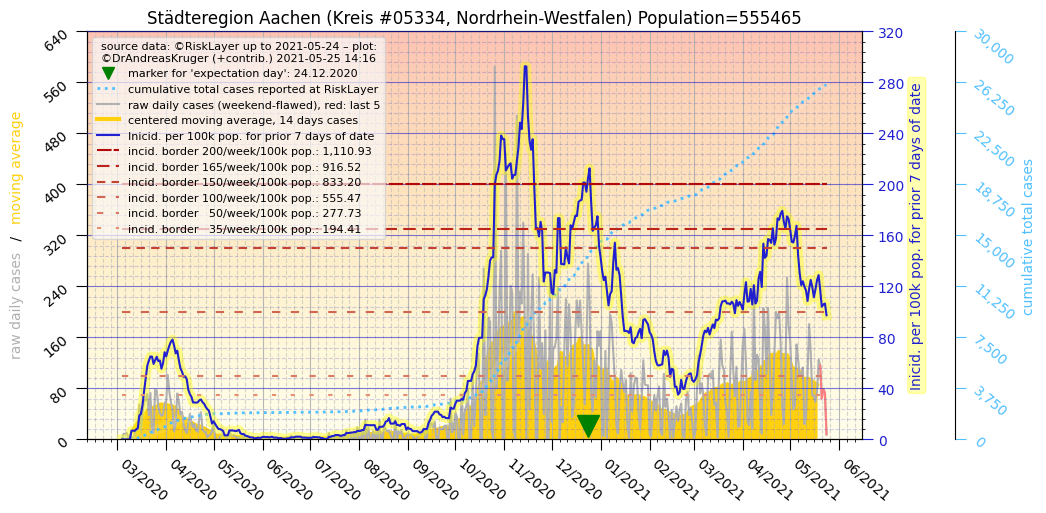 Städteregion Aachen (Kreis #05334, Nordrhein-Westfalen) Population=555465
source data: ©RiskLayer up to 2021-05-24 – plot:
©DrAndreasKruger (+contrib.) 2021-05-25 14:16
marker for 'expectation day': 24.12.2020
cumulative total cases reported at RiskLayer
raw daily cases (weekend-flawed), red: last 5
centered moving average, 14 days cases
Inicid. per 100k pop. for prior 7 days of date
incid. border 200/week/100k pop.: 1,110.93
incid. border 165/week/100k pop.: 916.52
incid. border 150/week/100k pop.: 833.20
incid. border 100/week/100k pop.: 555.47
incid. border   50/week/100k pop.: 277.73
incid. border   35/week/100k pop.: 194.41
raw daily cases / moving average
640
560
480
400
320
240
160
80
0
03/2020
04/2020
05/2020
06/2020
07/2020
08/2020
09/2020
10/2020
11/2020
12/2020
01/2021
02/2021
03/2021
04/2021
05/2021
06/2021
320
280
240
200
160
120
80
40
0
Inicid. per 100k pop. for prior 7 days of date
30,000
26,250
22,500
18,750
15,000
11,250
7,500
3,750
0
cumulative total cases